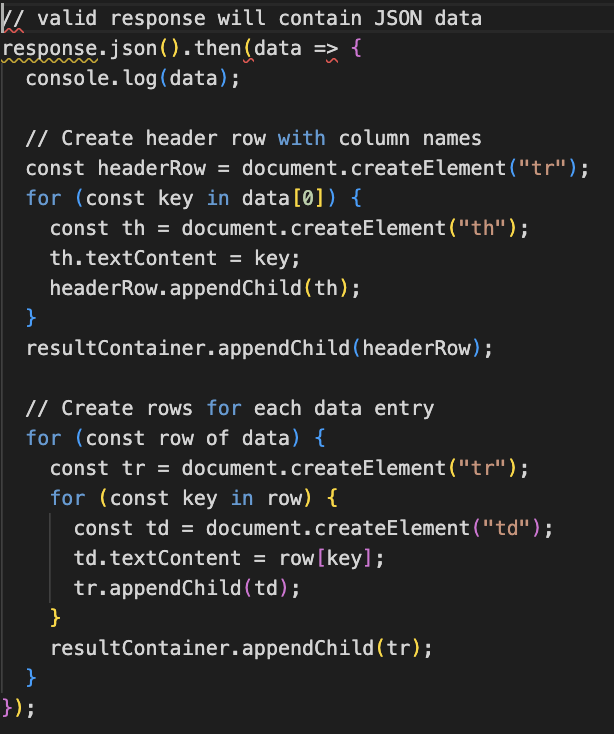 // valid response will contain JSON data
response.json().then(data => {
  console.log(data);

  // Create header row with column names
  const headerRow = document.createElement("tr");
  for (const key in data[0]) {
    const th = document.createElement("th");
    th.textContent = key;
    headerRow.appendChild(th);
  }
  resultContainer.appendChild(headerRow);

  // Create rows for each data entry
  for (const row of data) {
    const tr = document.createElement("tr");
    for (const key in row) {
      const td = document.createElement("td");
      td.textContent = row[key];
      tr.appendChild(td);
    }
    resultContainer.appendChild(tr);
  }
});